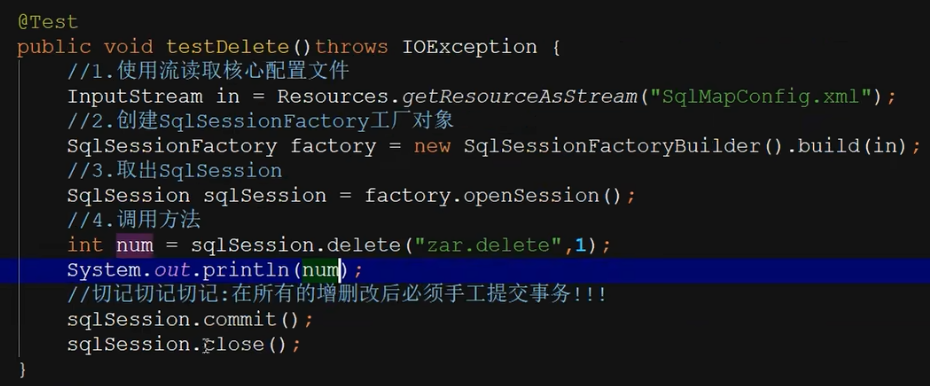 @Test
public void testDelete()throws IOException {
//1.使用流读取核心配置文件
InputStream in = Resources.getResourceAsStream("SqlMapConfig.xml");
//2.创建SqlSessionFactory工厂对象
SqlSessionFactory factory = new SqlSessionFactoryBuilder().build(in);
//3.取出SqlSession
SqlSession sqlSession = factory.openSession();
//4.调用方法
int num = sqlSession.delete("zar.delete",1);
System.out.println(num);
//切记切记切记:在所有的增删改后必须手工提交事务!!!
sqlSession.commit();
sqlSession.close();
}